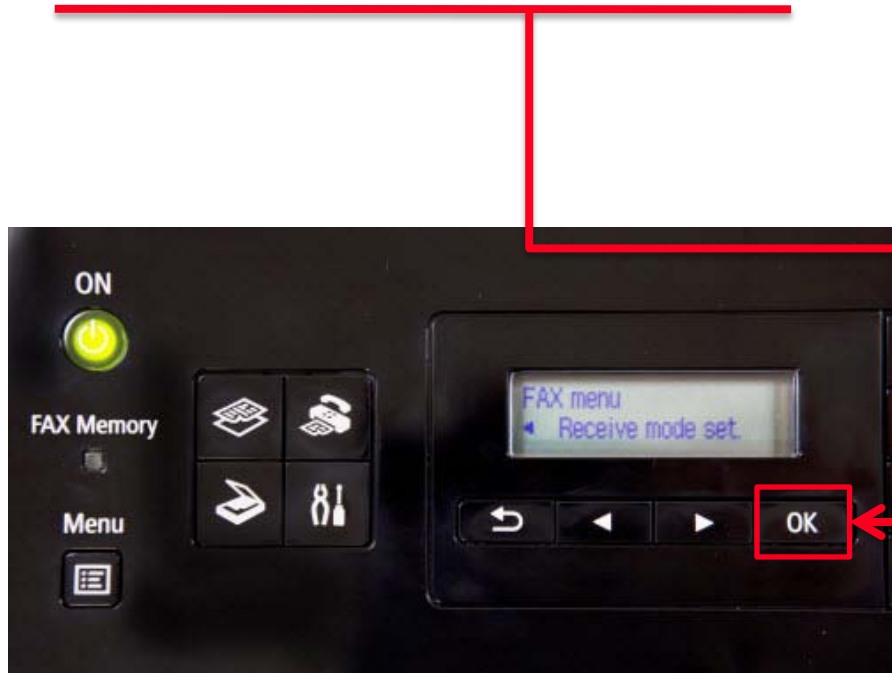 ON
FAX Memory
Menu
FAX menu
Receive mode set.
OK